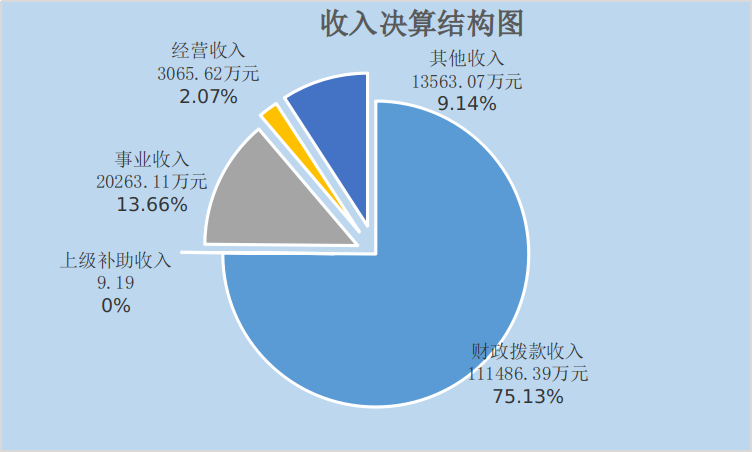 收入决算结构图
经营收入
3065.62万元
2.07%
其他收入
13563.07万元
9.14%
事业收入
20263.11万元
13.66%
上级补助收入
9.19
0%
财政拨款收入
111486.39万元
75.13%